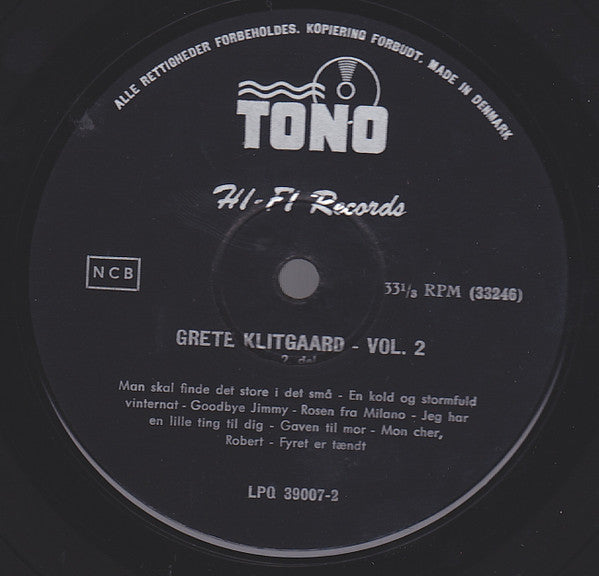 ALLE RETTIGHEDER FORBEHOLDES. KOPIERING FORBUDT. MADE IN DENMARK
TONO
HI-FI Records
NCB
33⅓ RPM (33246)
GRETE KLITGAARD - VOL. 2
2. del
Man skal finde det store i det små - En kold og stormfuld
vinternat - Goodbye Jimmy - Rosen fra Milano - Jeg har
en lille ting til dig - Gaven til mor - Mon cher,
Robert - Fyret er tændt
LPQ 39007-2